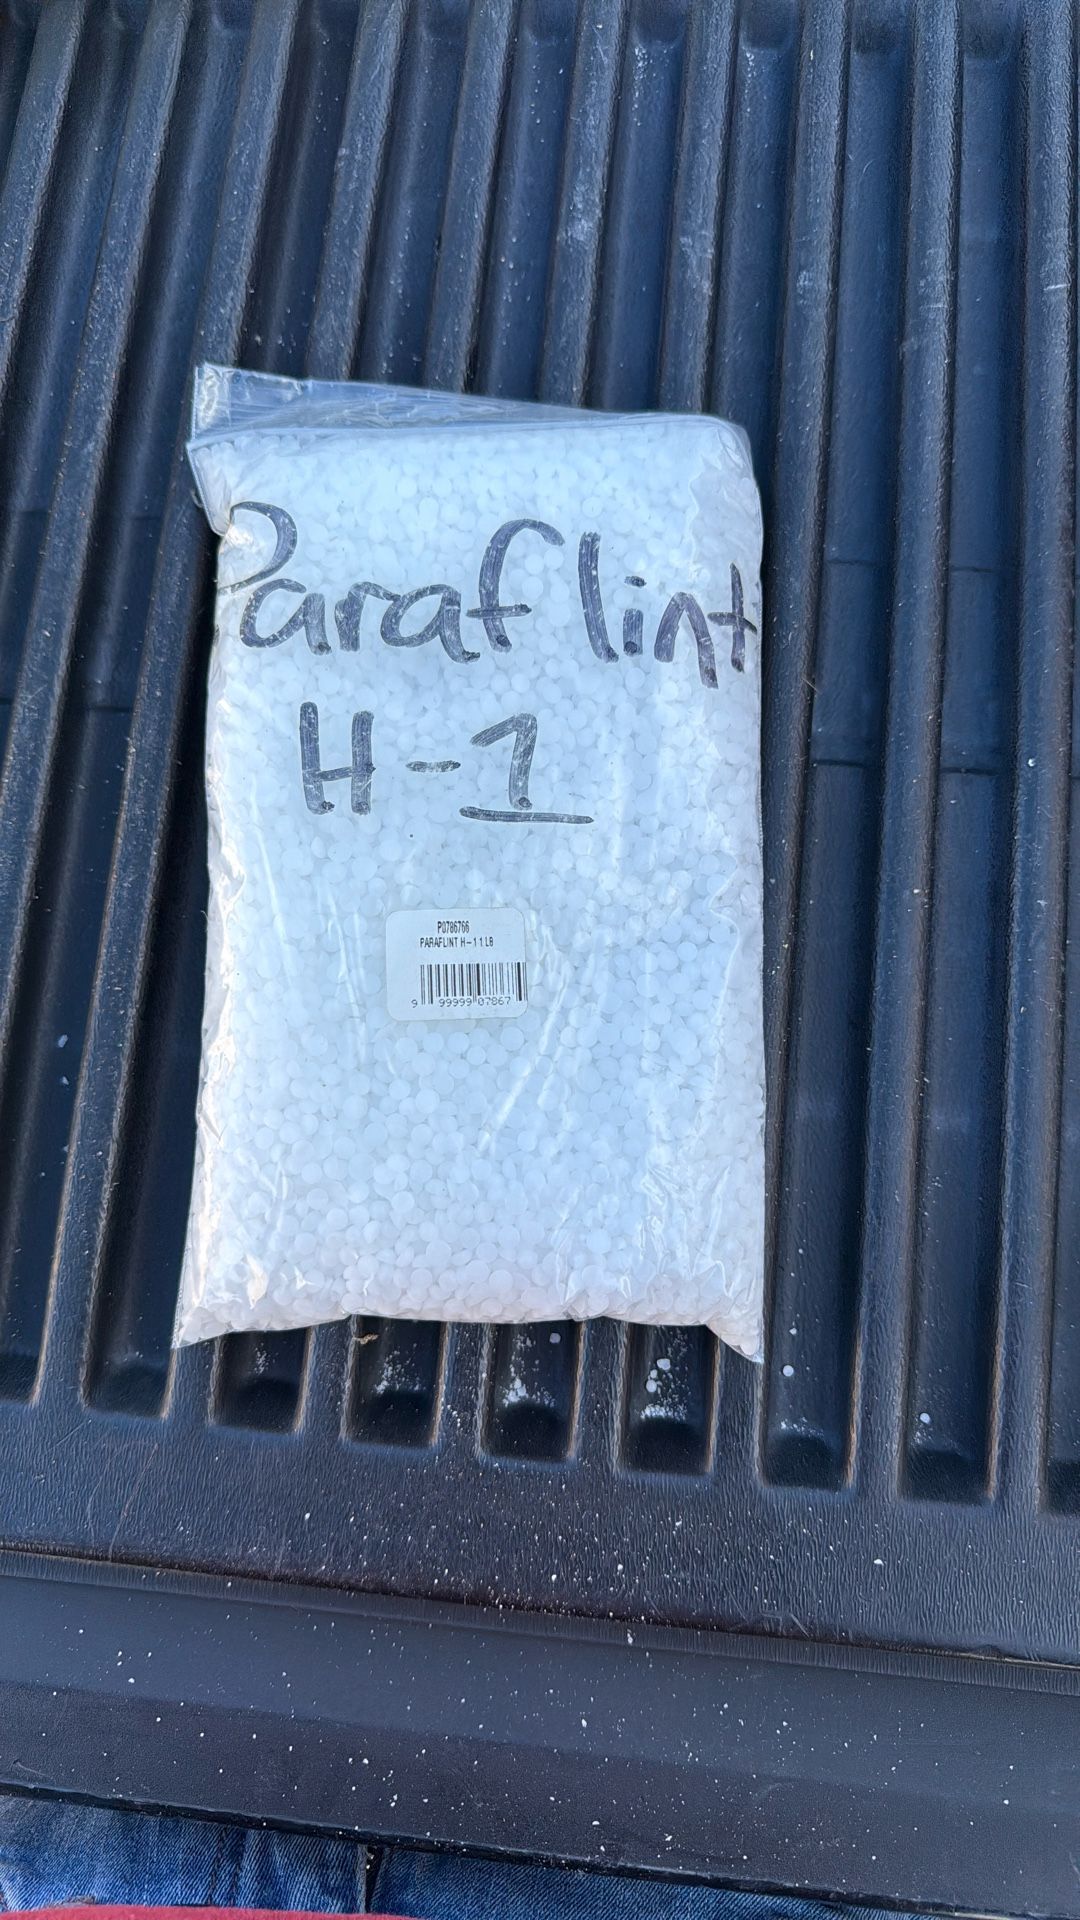 Paraflint
H-1
P0786766
PARAFLINT H-1 1 LB
9 99999 07867